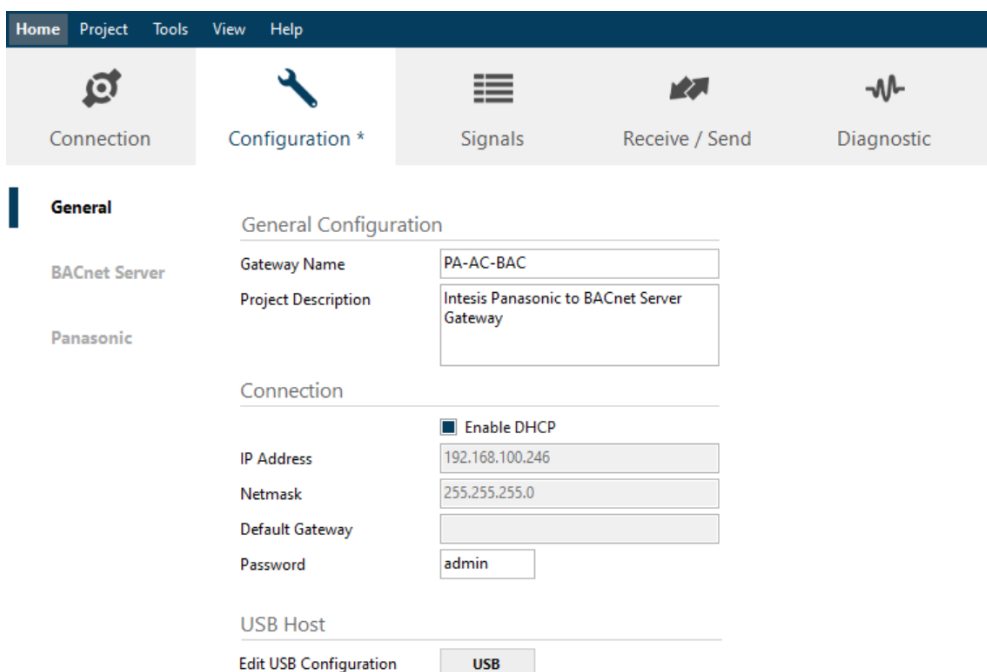 Home Project Tools View Help
Connection Configuration * Signals Receive / Send Diagnostic
General
BACnet Server
Panasonic
General Configuration
Gateway Name PA-AC-BAC
Project Description Intesis Panasonic to BACnet Server
Gateway
Connection
Enable DHCP
IP Address 192.168.100.246
Netmask 255.255.255.0
Default Gateway
Password admin
USB Host
Edit USB Configuration USB